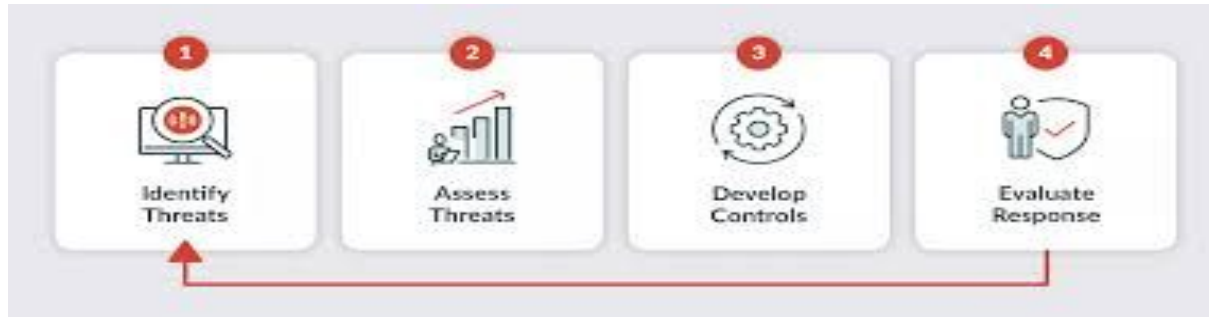 1
Identify
Threats
2
Assess
Threats
3
Develop
Controls
4
Evaluate
Response